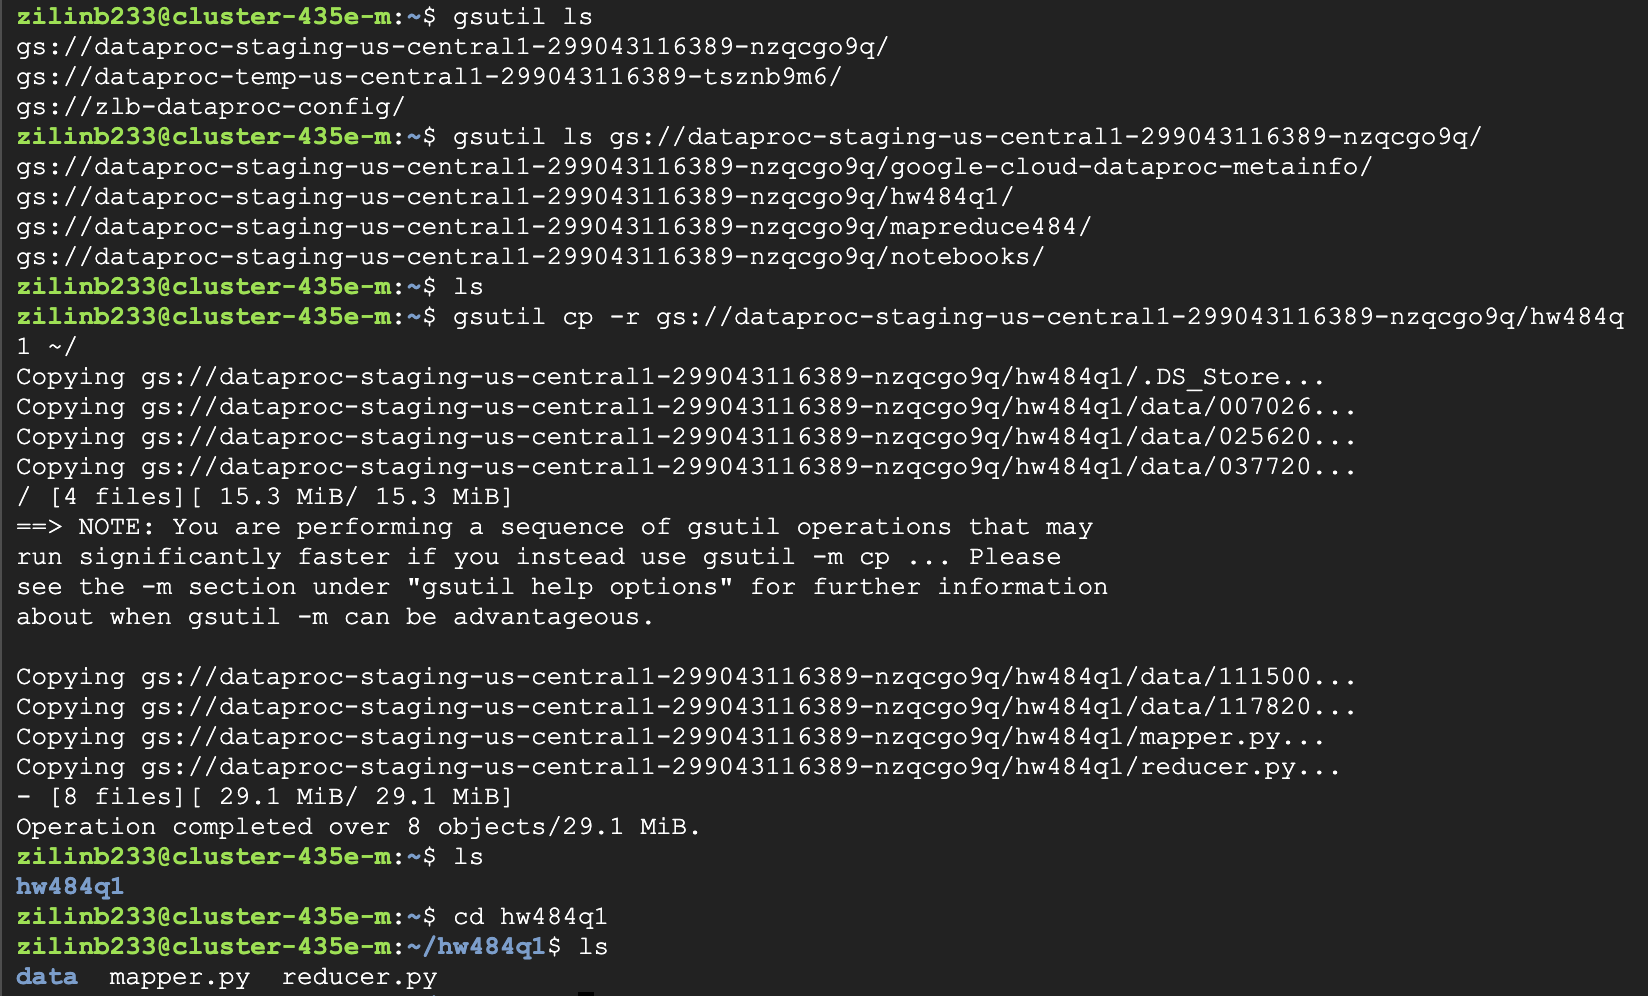 zilinb233@cluster-435e-m:~$ gsutil ls
gs://dataproc-staging-us-central1-299043116389-nzqcgo9q/
gs://dataproc-temp-us-central1-299043116389-tsznb9m6/
gs://zlb-dataproc-config/
zilinb233@cluster-435e-m:~$ gsutil ls gs://dataproc-staging-us-central1-299043116389-nzqcgo9q/
gs://dataproc-staging-us-central1-299043116389-nzqcgo9q/google-cloud-dataproc-metainfo/
gs://dataproc-staging-us-central1-299043116389-nzqcgo9q/hw484q1/
gs://dataproc-staging-us-central1-299043116389-nzqcgo9q/mapreduce484/
gs://dataproc-staging-us-central1-299043116389-nzqcgo9q/notebooks/
zilinb233@cluster-435e-m:~$ ls
zilinb233@cluster-435e-m:~$ gsutil cp -r gs://dataproc-staging-us-central1-299043116389-nzqcgo9q/hw484q
1 ~/
Copying gs://dataproc-staging-us-central1-299043116389-nzqcgo9q/hw484q1/.DS_Store...
Copying gs://dataproc-staging-us-central1-299043116389-nzqcgo9q/hw484q1/data/007026...
Copying gs://dataproc-staging-us-central1-299043116389-nzqcgo9q/hw484q1/data/025620...
Copying gs://dataproc-staging-us-central1-299043116389-nzqcgo9q/hw484q1/data/037720...
/ [4 files][ 15.3 MiB/ 15.3 MiB]
==> NOTE: You are performing a sequence of gsutil operations that may
run significantly faster if you instead use gsutil -m cp ... Please
see the -m section under "gsutil help options" for further information
about when gsutil -m can be advantageous.

Copying gs://dataproc-staging-us-central1-299043116389-nzqcgo9q/hw484q1/data/111500...
Copying gs://dataproc-staging-us-central1-299043116389-nzqcgo9q/hw484q1/data/117820...
Copying gs://dataproc-staging-us-central1-299043116389-nzqcgo9q/hw484q1/mapper.py...
Copying gs://dataproc-staging-us-central1-299043116389-nzqcgo9q/hw484q1/reducer.py...
- [8 files][ 29.1 MiB/ 29.1 MiB]
Operation completed over 8 objects/29.1 MiB.
zilinb233@cluster-435e-m:~$ ls
hw484q1
zilinb233@cluster-435e-m:~$ cd hw484q1
zilinb233@cluster-435e-m:~/hw484q1$ ls
data  mapper.py  reducer.py